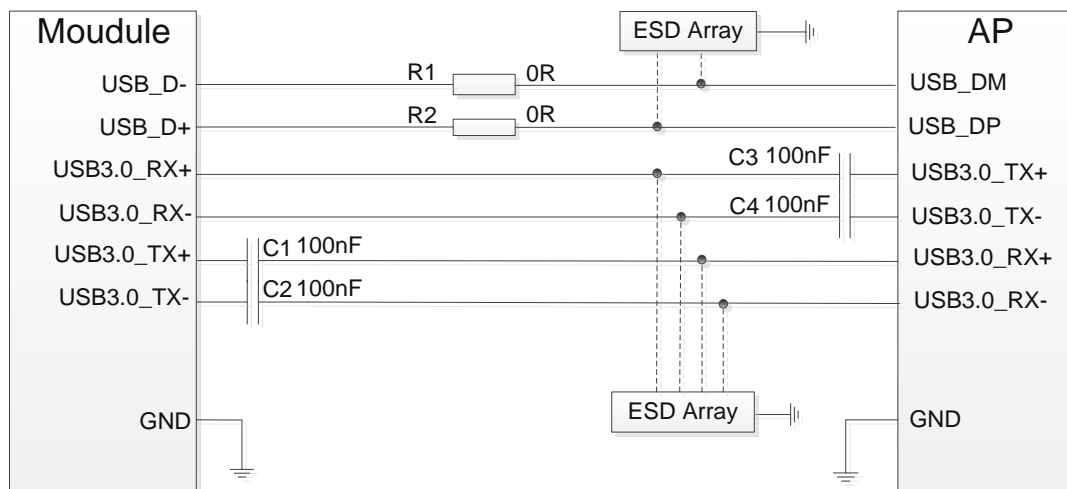 Moudule
ESD Array
AP
USB_D-
R1
0R
USB_DM
USB_D+
R2
0R
USB_DP
USB3.0_RX+
C3 100nF
USB3.0_TX+
USB3.0_RX-
C4 100nF
USB3.0_TX-
USB3.0_TX+
C1 100nF
USB3.0_RX+
USB3.0_TX-
C2 100nF
USB3.0_RX-
ESD Array
GND
GND